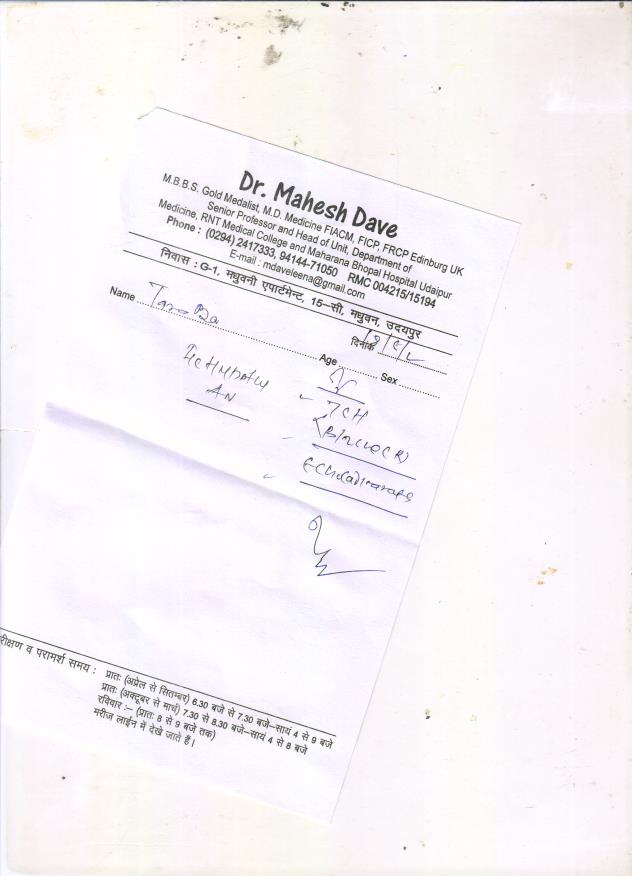 Dr. Mahesh Dave
M.B.B.S. Gold Medalist, M.D. Medicine FIACM, FICP, FRCP Edinburg UK
Senior Professor and Head of Unit, Department of
Medicine, RNT Medical College and Maharana Bhopal Hospital Udaipur
Phone : (0294) 2417333, 94144-71050 RMC 004215/15194
E-mail : mdaveleena@gmail.com
निवास : G-1, मधुवनी एपार्टमेन्ट, 15-सी, मधुवन, उदयपुर
दिनांक
Name
Age Sex
रीक्षण व परामर्श समय : प्रातः (अप्रेल से सितम्बर) 6.30 बजे से 7.30 बजे-सायं 4 से 9 बजे
प्रातः (अक्टूबर से मार्च) 7.30 से 8.30 बजे-सायं 4 से 8 बजे
रविवार :- (प्रातः 8 से 9 बजे तक)
मरीज लाईन में देखे जाते हैं।